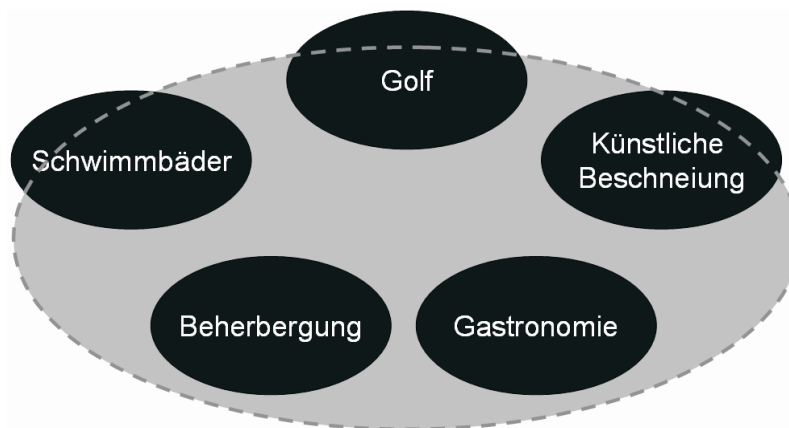 Golf
Schwimmbäder
Künstliche
Beschneiung
Beherbergung
Gastronomie